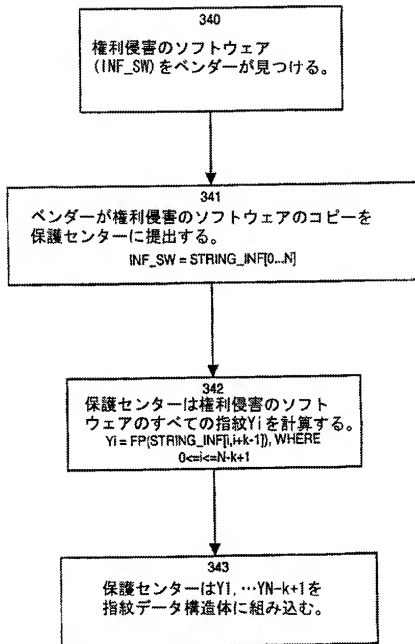 340
権利侵害のソフトウェア
(INF_SW)をベンダーが見つける。
341
ベンダーが権利侵害のソフトウェアのコピーを
保護センターに提出する。
INF_SW = STRING_INF[0...N]
342
保護センターは権利侵害のソフト
ウェアのすべての指紋Yiを計算する。
Yi = FP(STRING_INF[i,i+k-1]), WHERE
0<=i<=N-k+1
343
保護センターはY1, …YN-k+1を
指紋データ構造体に組み込む。